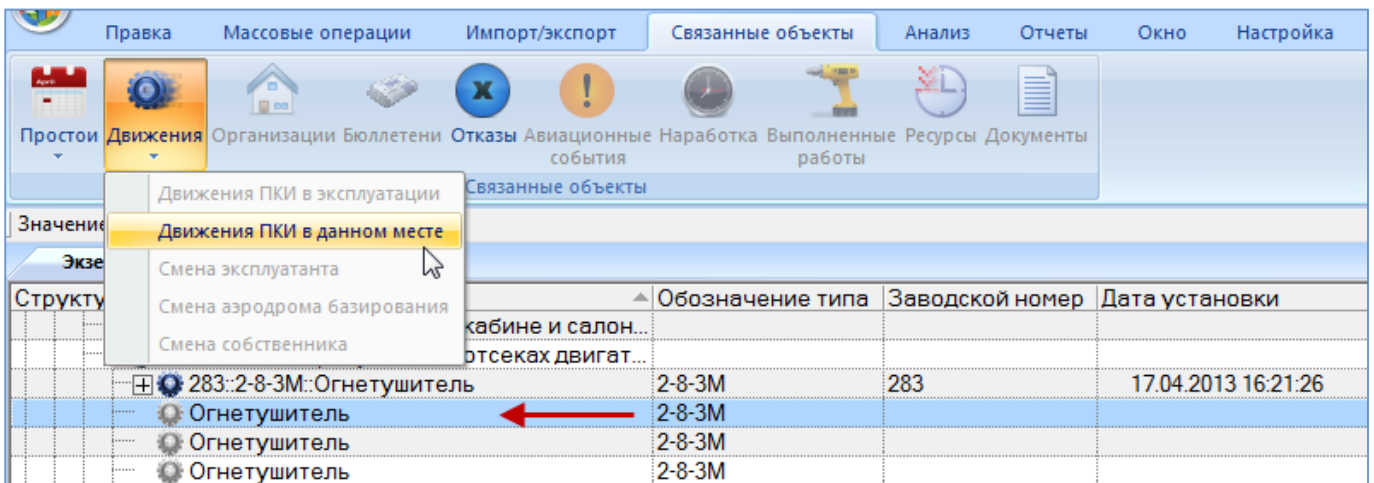 Правка Массовые операции Импорт/экспорт Связанные объекты Анализ Отчеты Окно Настройка
April
Простои Движения Организации Бюллетени Отказы Авиационные события Наработка Выполненные работы Ресурсы Документы
Связанные объекты
Движения ПКИ в эксплуатации
Движения ПКИ в данном месте
Смена эксплуатанта
Смена аэродрома базирования
Смена собственника
Значение
Экзе
Структу Обозначение типа Заводской номер Дата установки
кабине и салон...
отсеках двигат...
283::2-8-3М::Огнетушитель 2-8-3М 283 17.04.2013 16:21:26
Огнетушитель 2-8-3М
Огнетушитель 2-8-3М
Огнетушитель 2-8-3М